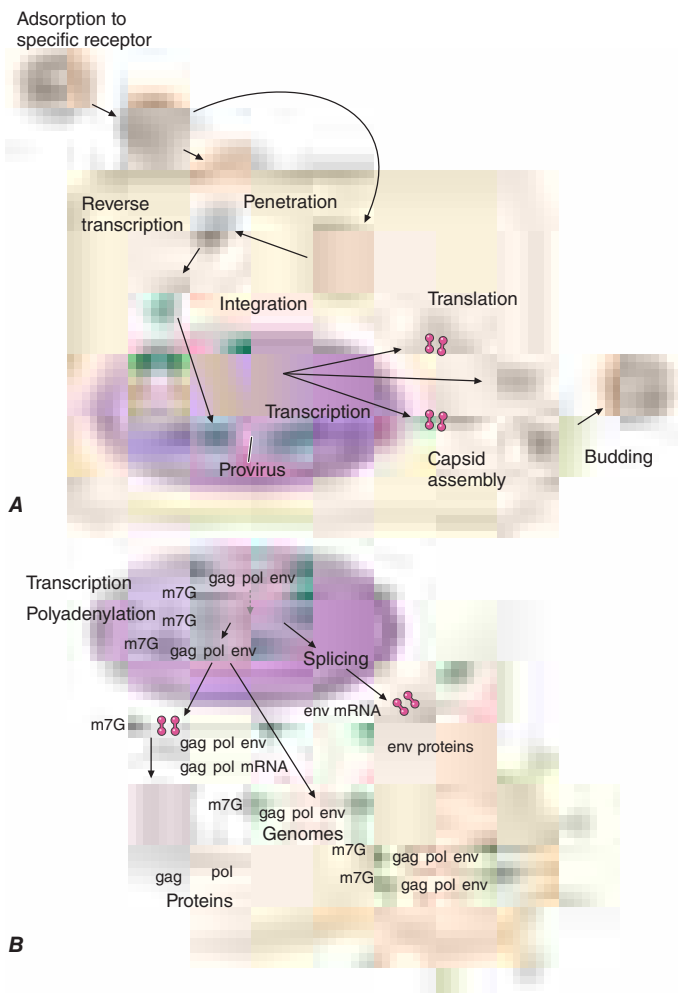 Adsorption to
specific receptor
Reverse
transcription
Penetration
Integration
Translation
Transcription
Provirus
Capsid
assembly
Budding
A
Transcription
gag pol env
m7G
Polyadenylation
m7G
m7G
gag pol env
Splicing
env mRNA
m7G
gag pol env
env proteins
gag pol mRNA
m7G
gag pol env
Genomes
m7G
gag pol env
m7G
gag pol env
gag
pol
Proteins
B